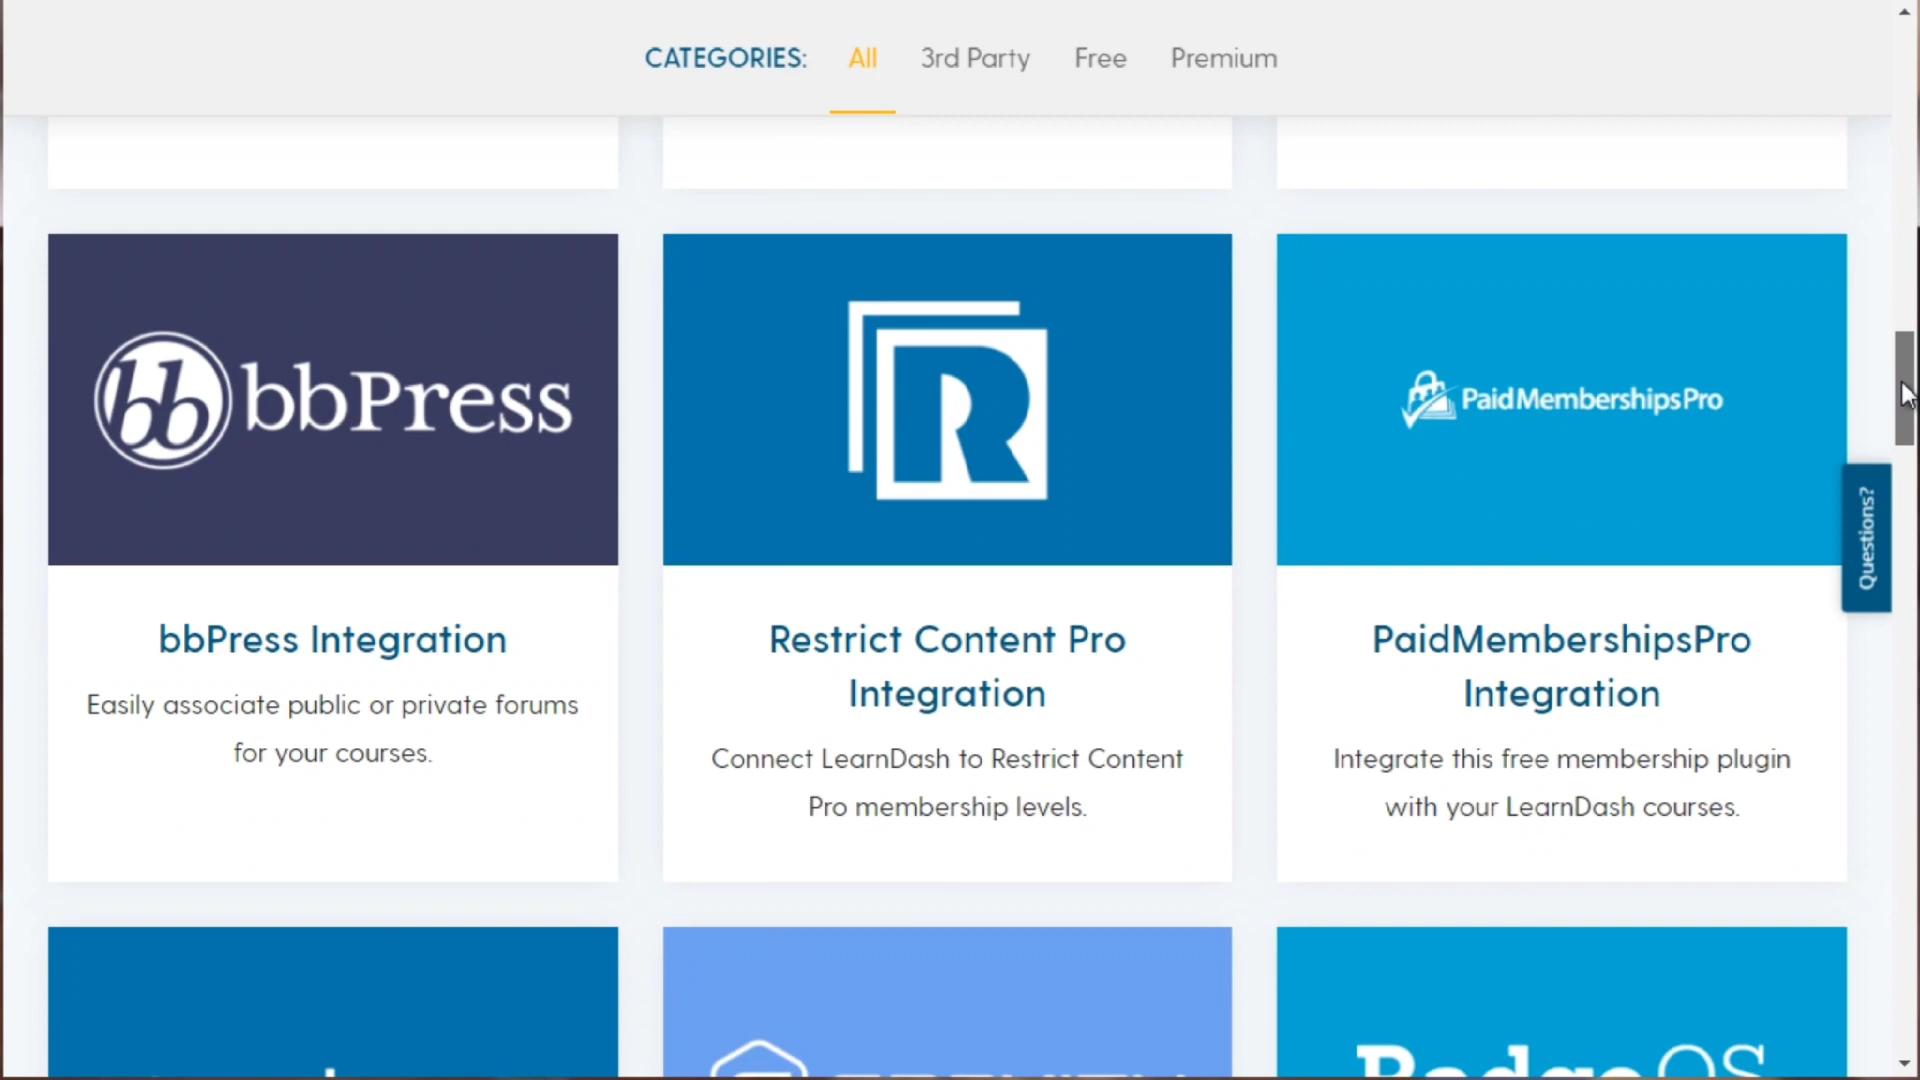 CATEGORIES: All 3rd Party Free Premium
bbPress
R
PaidMembershipsPro
Questions?
bbPress Integration
Easily associate public or private forums
for your courses.
Restrict Content Pro
Integration
Connect LearnDash to Restrict Content
Pro membership levels.
PaidMembershipsPro
Integration
Integrate this free membership plugin
with your LearnDash courses.
BadgeOS